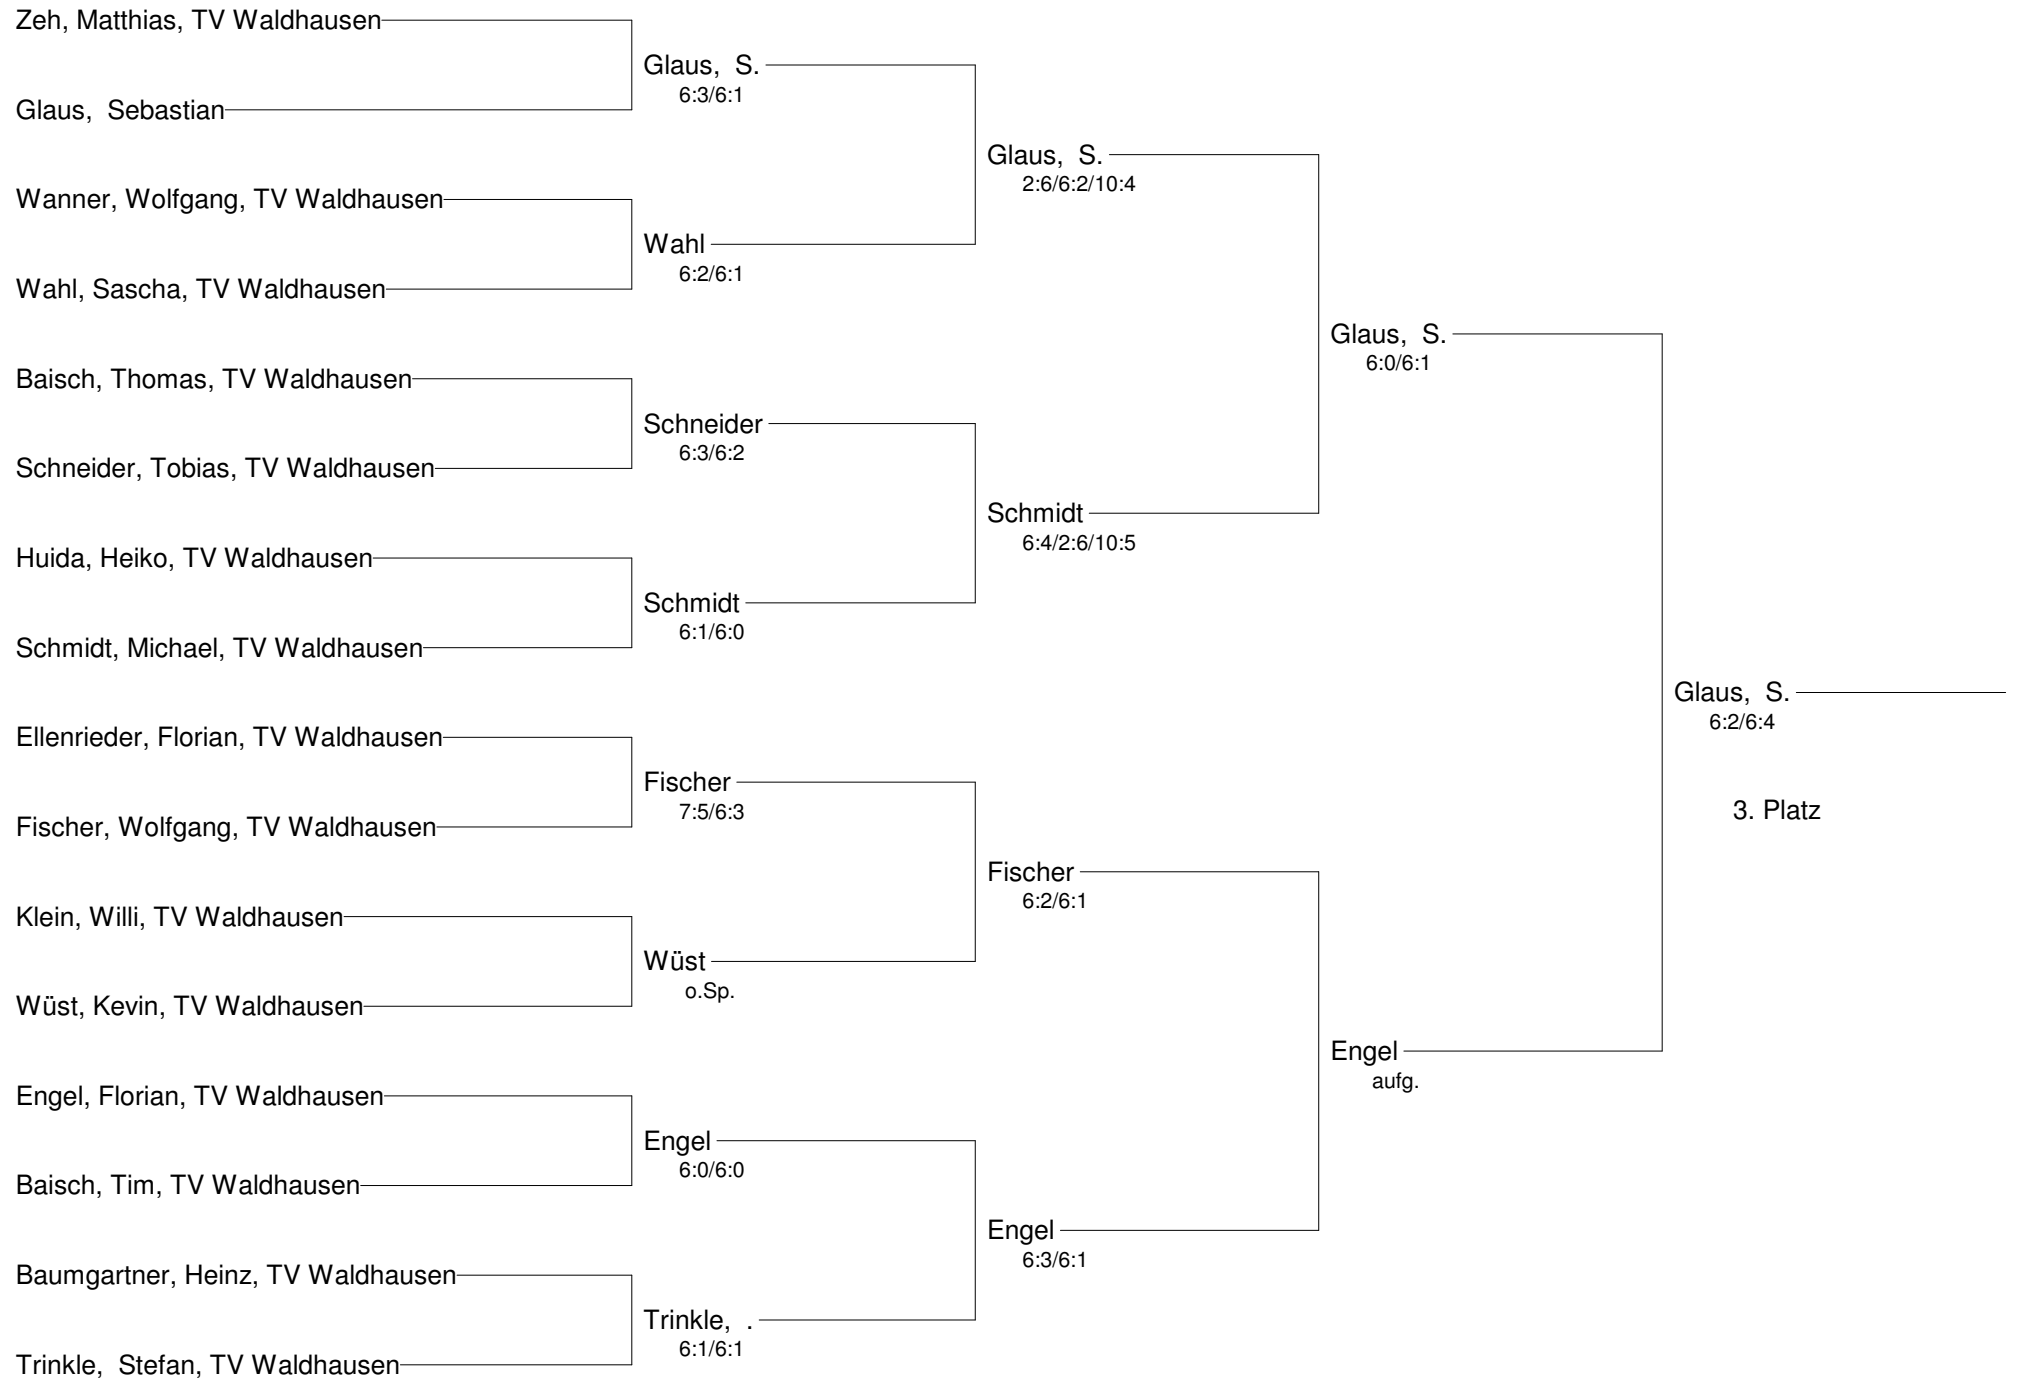 Zeh, Matthias, TV Waldhausen
Glaus, S.
6:3/6:1
Glaus, Sebastian
Glaus, S.
2:6/6:2/10:4
Wanner, Wolfgang, TV Waldhausen
Wahl
6:2/6:1
Wahl, Sascha, TV Waldhausen
Glaus, S.
6:0/6:1
Baisch, Thomas, TV Waldhausen
Schneider
6:3/6:2
Schneider, Tobias, TV Waldhausen
Schmidt
6:4/2:6/10:5
Huida, Heiko, TV Waldhausen
Schmidt
6:1/6:0
Schmidt, Michael, TV Waldhausen
Glaus, S.
6:2/6:4
Ellenrieder, Florian, TV Waldhausen
Fischer
7:5/6:3
3. Platz
Fischer, Wolfgang, TV Waldhausen
Fischer
6:2/6:1
Klein, Willi, TV Waldhausen
Wüst
o.Sp.
Wüst, Kevin, TV Waldhausen
Engel
aufg.
Engel, Florian, TV Waldhausen
Engel
6:0/6:0
Baisch, Tim, TV Waldhausen
Engel
6:3/6:1
Baumgartner, Heinz, TV Waldhausen
Trinkle, .
6:1/6:1
Trinkle, Stefan, TV Waldhausen